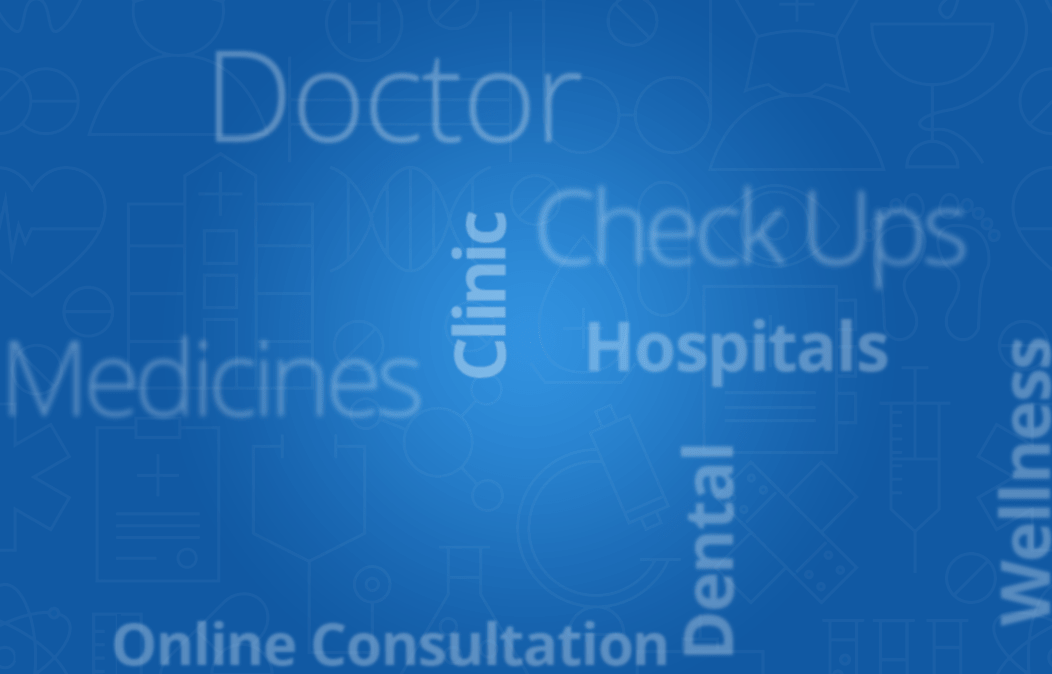 Doctor
Clinic
Check Ups
Hospitals
Medicines
Wellness
Dental
Online Consultation